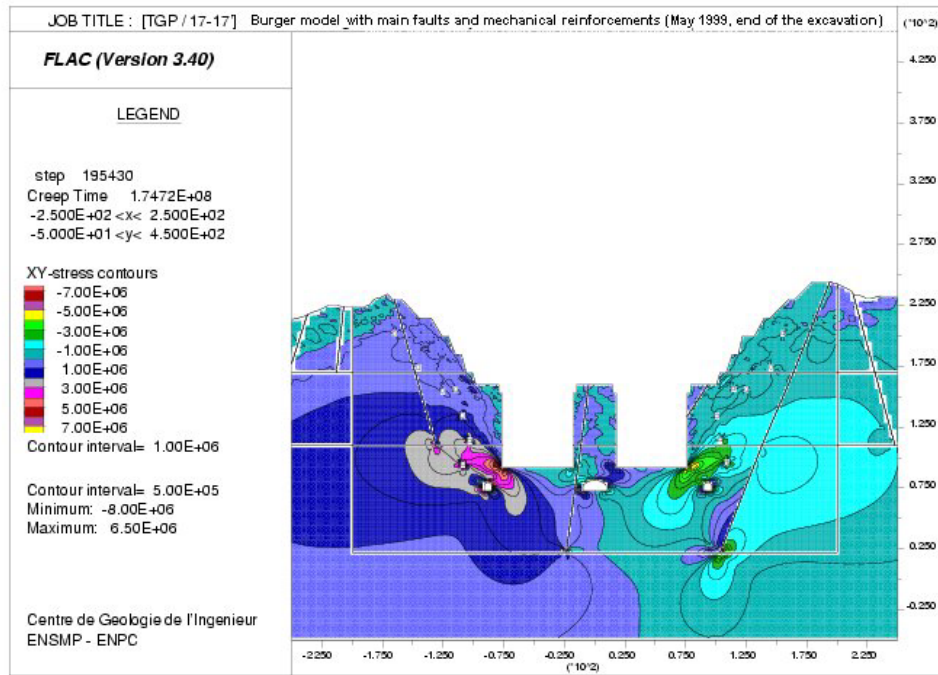 JOB TITLE : [TGP / 17-17] Burger model with main faults and mechanical reinforcements (May 1999, end of the excavation)
(*10^2)
FLAC (Version 3.40)
LEGEND
step 195430
Creep Time 1.7472E+08
-2.500E+02 <x< 2.500E+02
-5.000E+01 <y< 4.500E+02
XY-stress contours
-7.00E+06
-5.00E+06
-3.00E+06
-1.00E+06
1.00E+06
3.00E+06
5.00E+06
7.00E+06
Contour interval= 1.00E+06
Contour interval= 5.00E+05
Minimum: -8.00E+06
Maximum: 6.50E+06
Centre de Geologie de l'Ingenieur
ENSMP - ENPC
4.250
3.750
3.250
2.750
2.250
1.750
1.250
0.750
0.250
-0.250
-2.250 -1.750 -1.250 -0.750 -0.250 0.250 0.750 1.250 1.750 2.250
(*10^2)